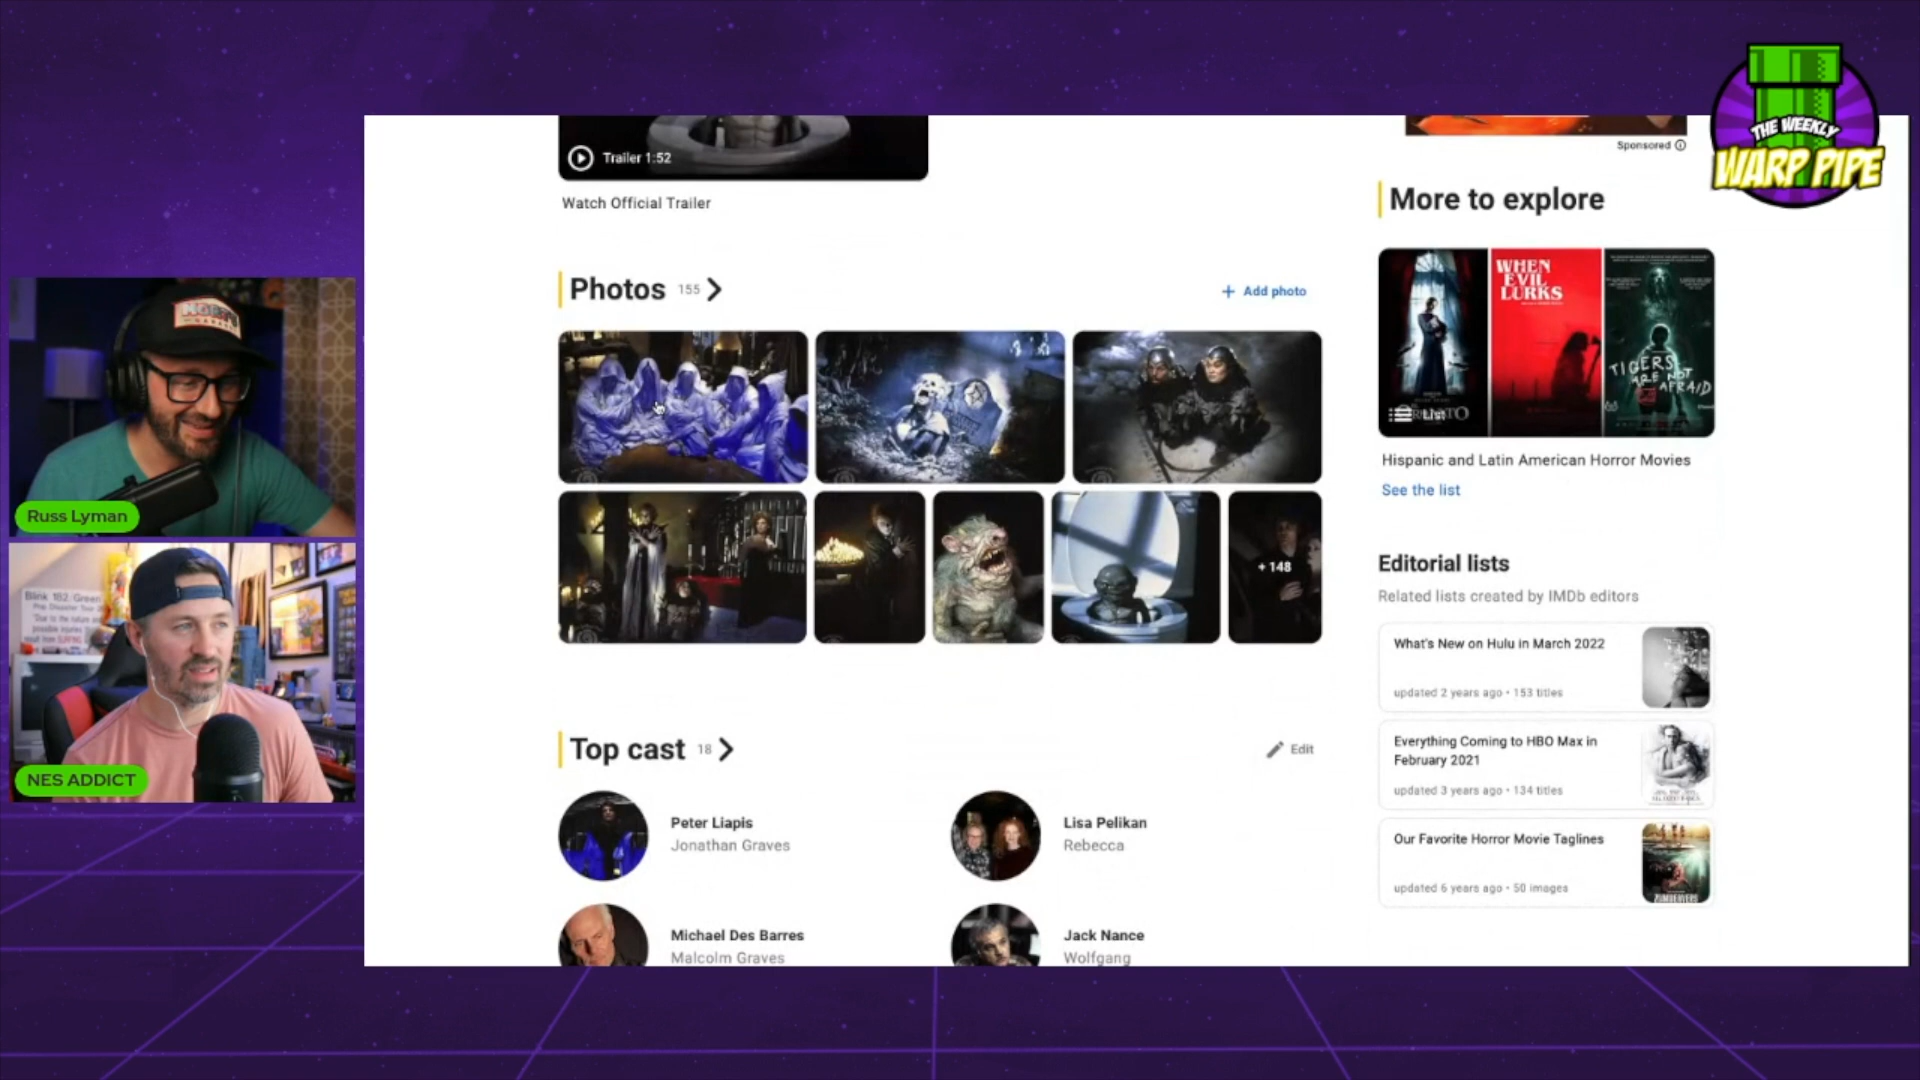 THE WEEKLY
WARP PIPE
Trailer 1:52
Watch Official Trailer
Sponsored
More to explore
Photos 155
+ Add photo
WHEN
EVIL
LURKS
TIGERS
ARE NOT
AFRAID
List
Hispanic and Latin American Horror Movies
See the list
Russ Lyman
+ 148
Editorial lists
Related lists created by IMDb editors
What's New on Hulu in March 2022
updated 2 years ago • 153 titles
Blink 182/Green
NES ADDICT
Top cast 18
Edit
Everything Coming to HBO Max in
February 2021
updated 3 years ago • 134 titles
Peter Liapis
Jonathan Graves
Lisa Pelikan
Rebecca
Our Favorite Horror Movie Taglines
updated 6 years ago • 50 images
Michael Des Barres
Malcolm Graves
Jack Nance
Wolfgang